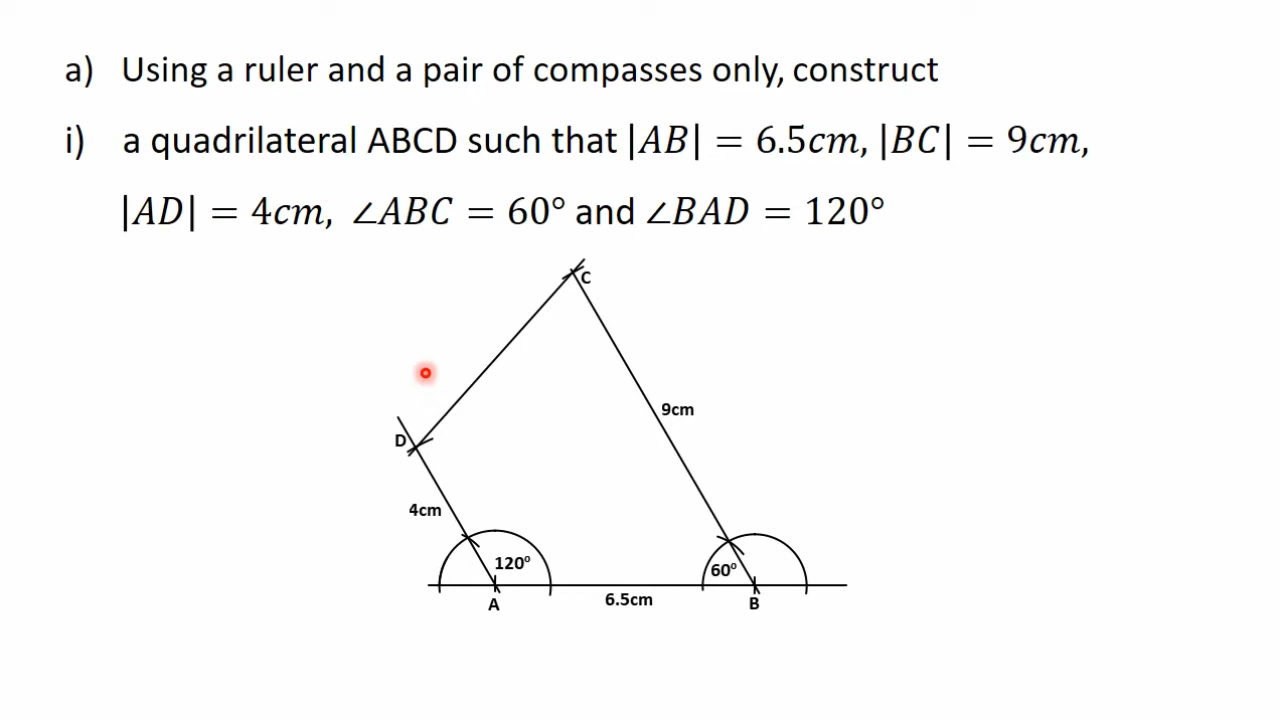 a) Using a ruler and a pair of compasses only, construct
i) a quadrilateral ABCD such that |AB| = 6.5cm, |BC| = 9cm,
|AD| = 4cm, ∠ABC = 60° and ∠BAD = 120°
C
9cm
D
4cm
120°
60°
A
6.5cm
B